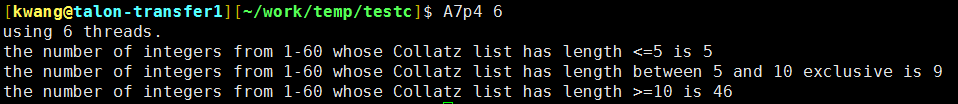 [kwang@talon-transfer1][~/work/temp/testc]$ A7p4 6
using 6 threads.
the number of integers from 1-60 whose Collatz list has length <=5 is 5
the number of integers from 1-60 whose Collatz list has length between 5 and 10 exclusive is 9
the number of integers from 1-60 whose Collatz list has length >=10 is 46